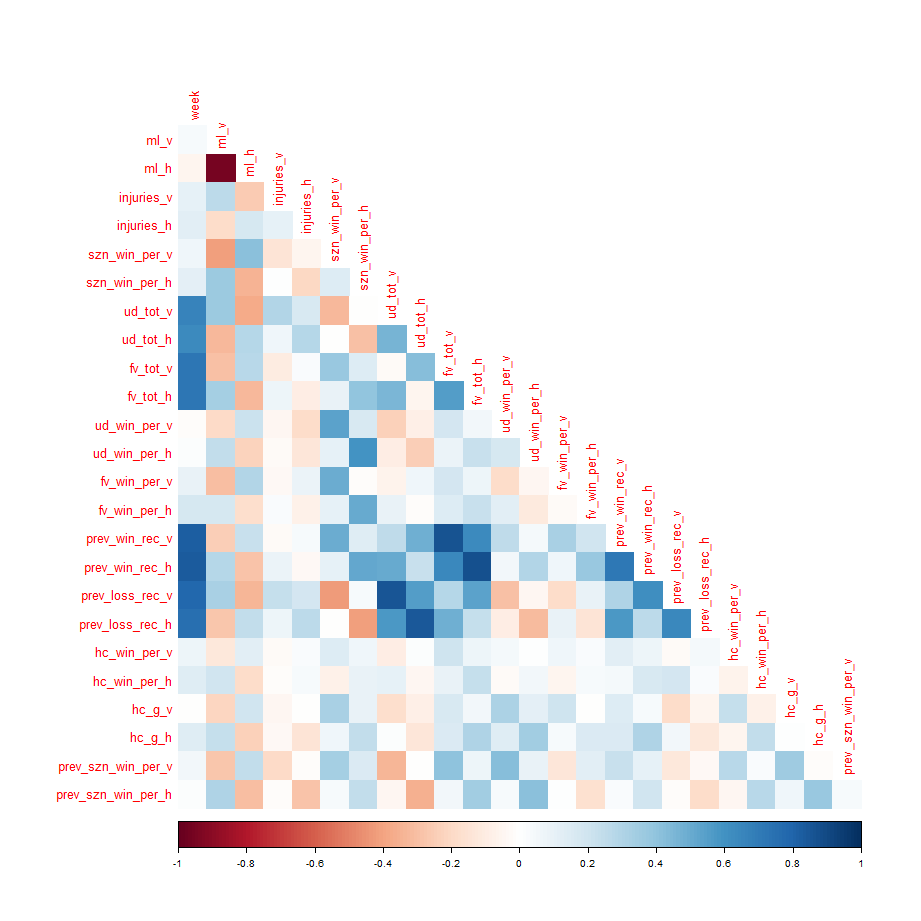 week
ml_v
ml_h
injuries_v
injuries_h
szn_win_per_v
szn_win_per_h
ud_tot_v
ud_tot_h
fv_tot_v
fv_tot_h
ud_win_per_v
ud_win_per_h
fv_win_per_v
fv_win_per_h
prev_win_rec_v
prev_win_rec_h
prev_loss_rec_v
prev_loss_rec_h
hc_win_per_v
hc_win_per_h
hc_g_v
hc_g_h
prev_szn_win_per_v
ml_v
ml_h
injuries_v
injuries_h
szn_win_per_v
szn_win_per_h
ud_tot_v
ud_tot_h
fv_tot_v
fv_tot_h
ud_win_per_v
ud_win_per_h
fv_win_per_v
fv_win_per_h
prev_win_rec_v
prev_win_rec_h
prev_loss_rec_v
prev_loss_rec_h
hc_win_per_v
hc_win_per_h
hc_g_v
hc_g_h
prev_szn_win_per_v
prev_szn_win_per_h
-1 -0.8 -0.6 -0.4 -0.2 0 0.2 0.4 0.6 0.8 1